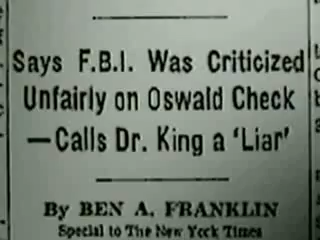 Says F.B.I. Was Criticized
Unfairly on Oswald Check
—Calls Dr. King a ‘Liar’
By BEN A. FRANKLIN
Special to The New York Times